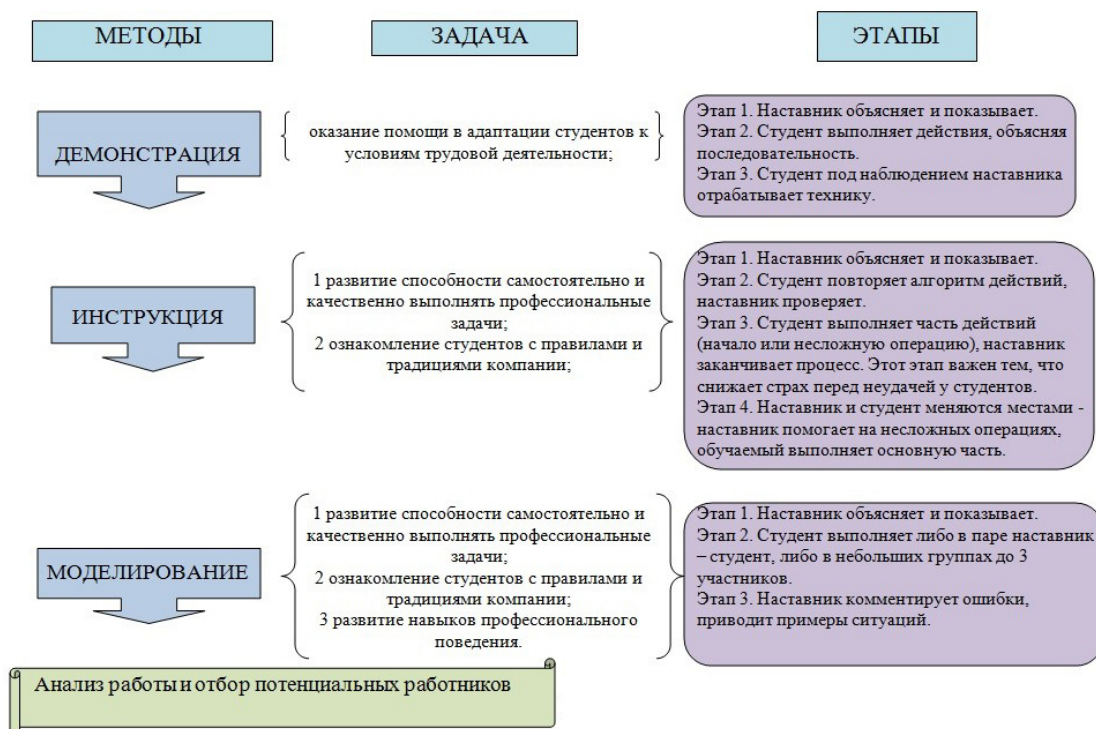 МЕТОДЫ
ЗАДАЧА
ЭТАПЫ
ДЕМОНСТРАЦИЯ
оказание помощи в адаптации студентов к
условиям трудовой деятельности;
Этап 1. Наставник объясняет и показывает.
Этап 2. Студент выполняет действия, объясняя
последовательность.
Этап 3. Студент под наблюдением наставника
отрабатывает технику.
ИНСТРУКЦИЯ
1 развитие способности самостоятельно и
качественно выполнять профессиональные
задачи;
2 ознакомление студентов с правилами и
традициями компании;
Этап 1. Наставник объясняет и показывает.
Этап 2. Студент повторяет алгоритм действий,
наставник проверяет.
Этап 3. Студент выполняет часть действий
(начало или несложную операцию), наставник
заканчивает процесс. Этот этап важен тем, что
снижает страх перед неудачей у студентов.
Этап 4. Наставник и студент меняются местами -
наставник помогает на несложных операциях,
обучаемый выполняет основную часть.
МОДЕЛИРОВАНИЕ
1 развитие способности самостоятельно и
качественно выполнять профессиональные
задачи;
2 ознакомление студентов с правилами и
традициями компании;
3 развитие навыков профессионального
поведения.
Этап 1. Наставник объясняет и показывает.
Этап 2. Студент выполняет либо в паре наставник
– студент, либо в небольших группах до 3
участников.
Этап 3. Наставник комментирует ошибки,
приводит примеры ситуаций.
Анализ работы и отбор потенциальных работников